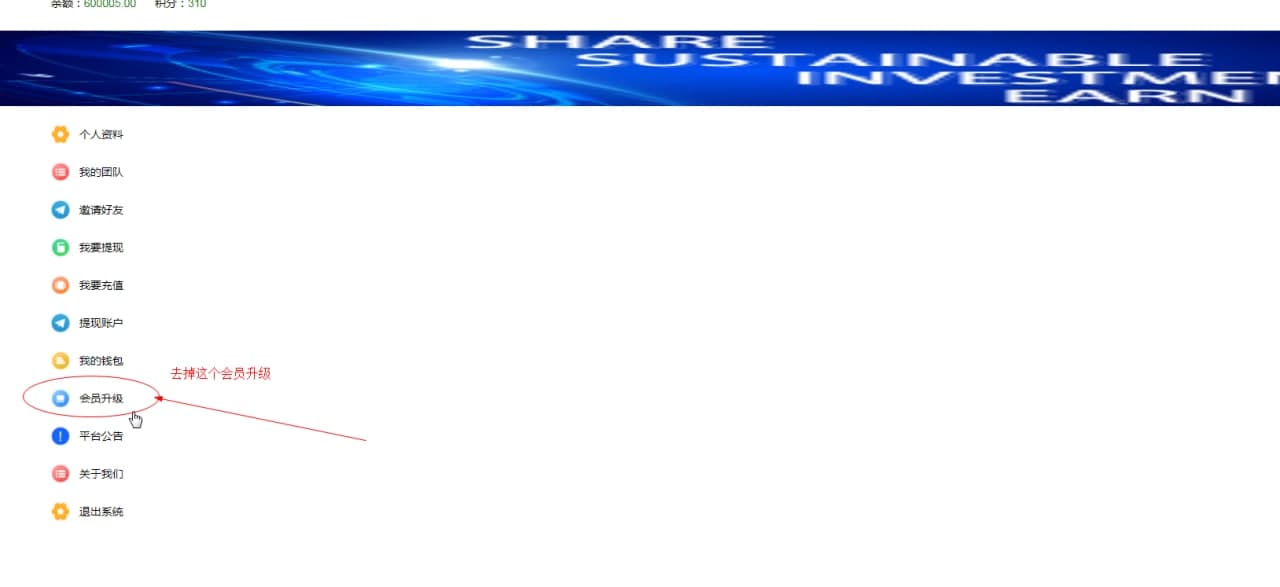 余额：600005.00 积分：310
SHARE
SUSTAINABLE
INVESTME
EARN
个人资料
我的团队
邀请好友
我要提现
我要充值
提现账户
我的钱包
去掉这个会员升级
会员升级
平台公告
关于我们
退出系统